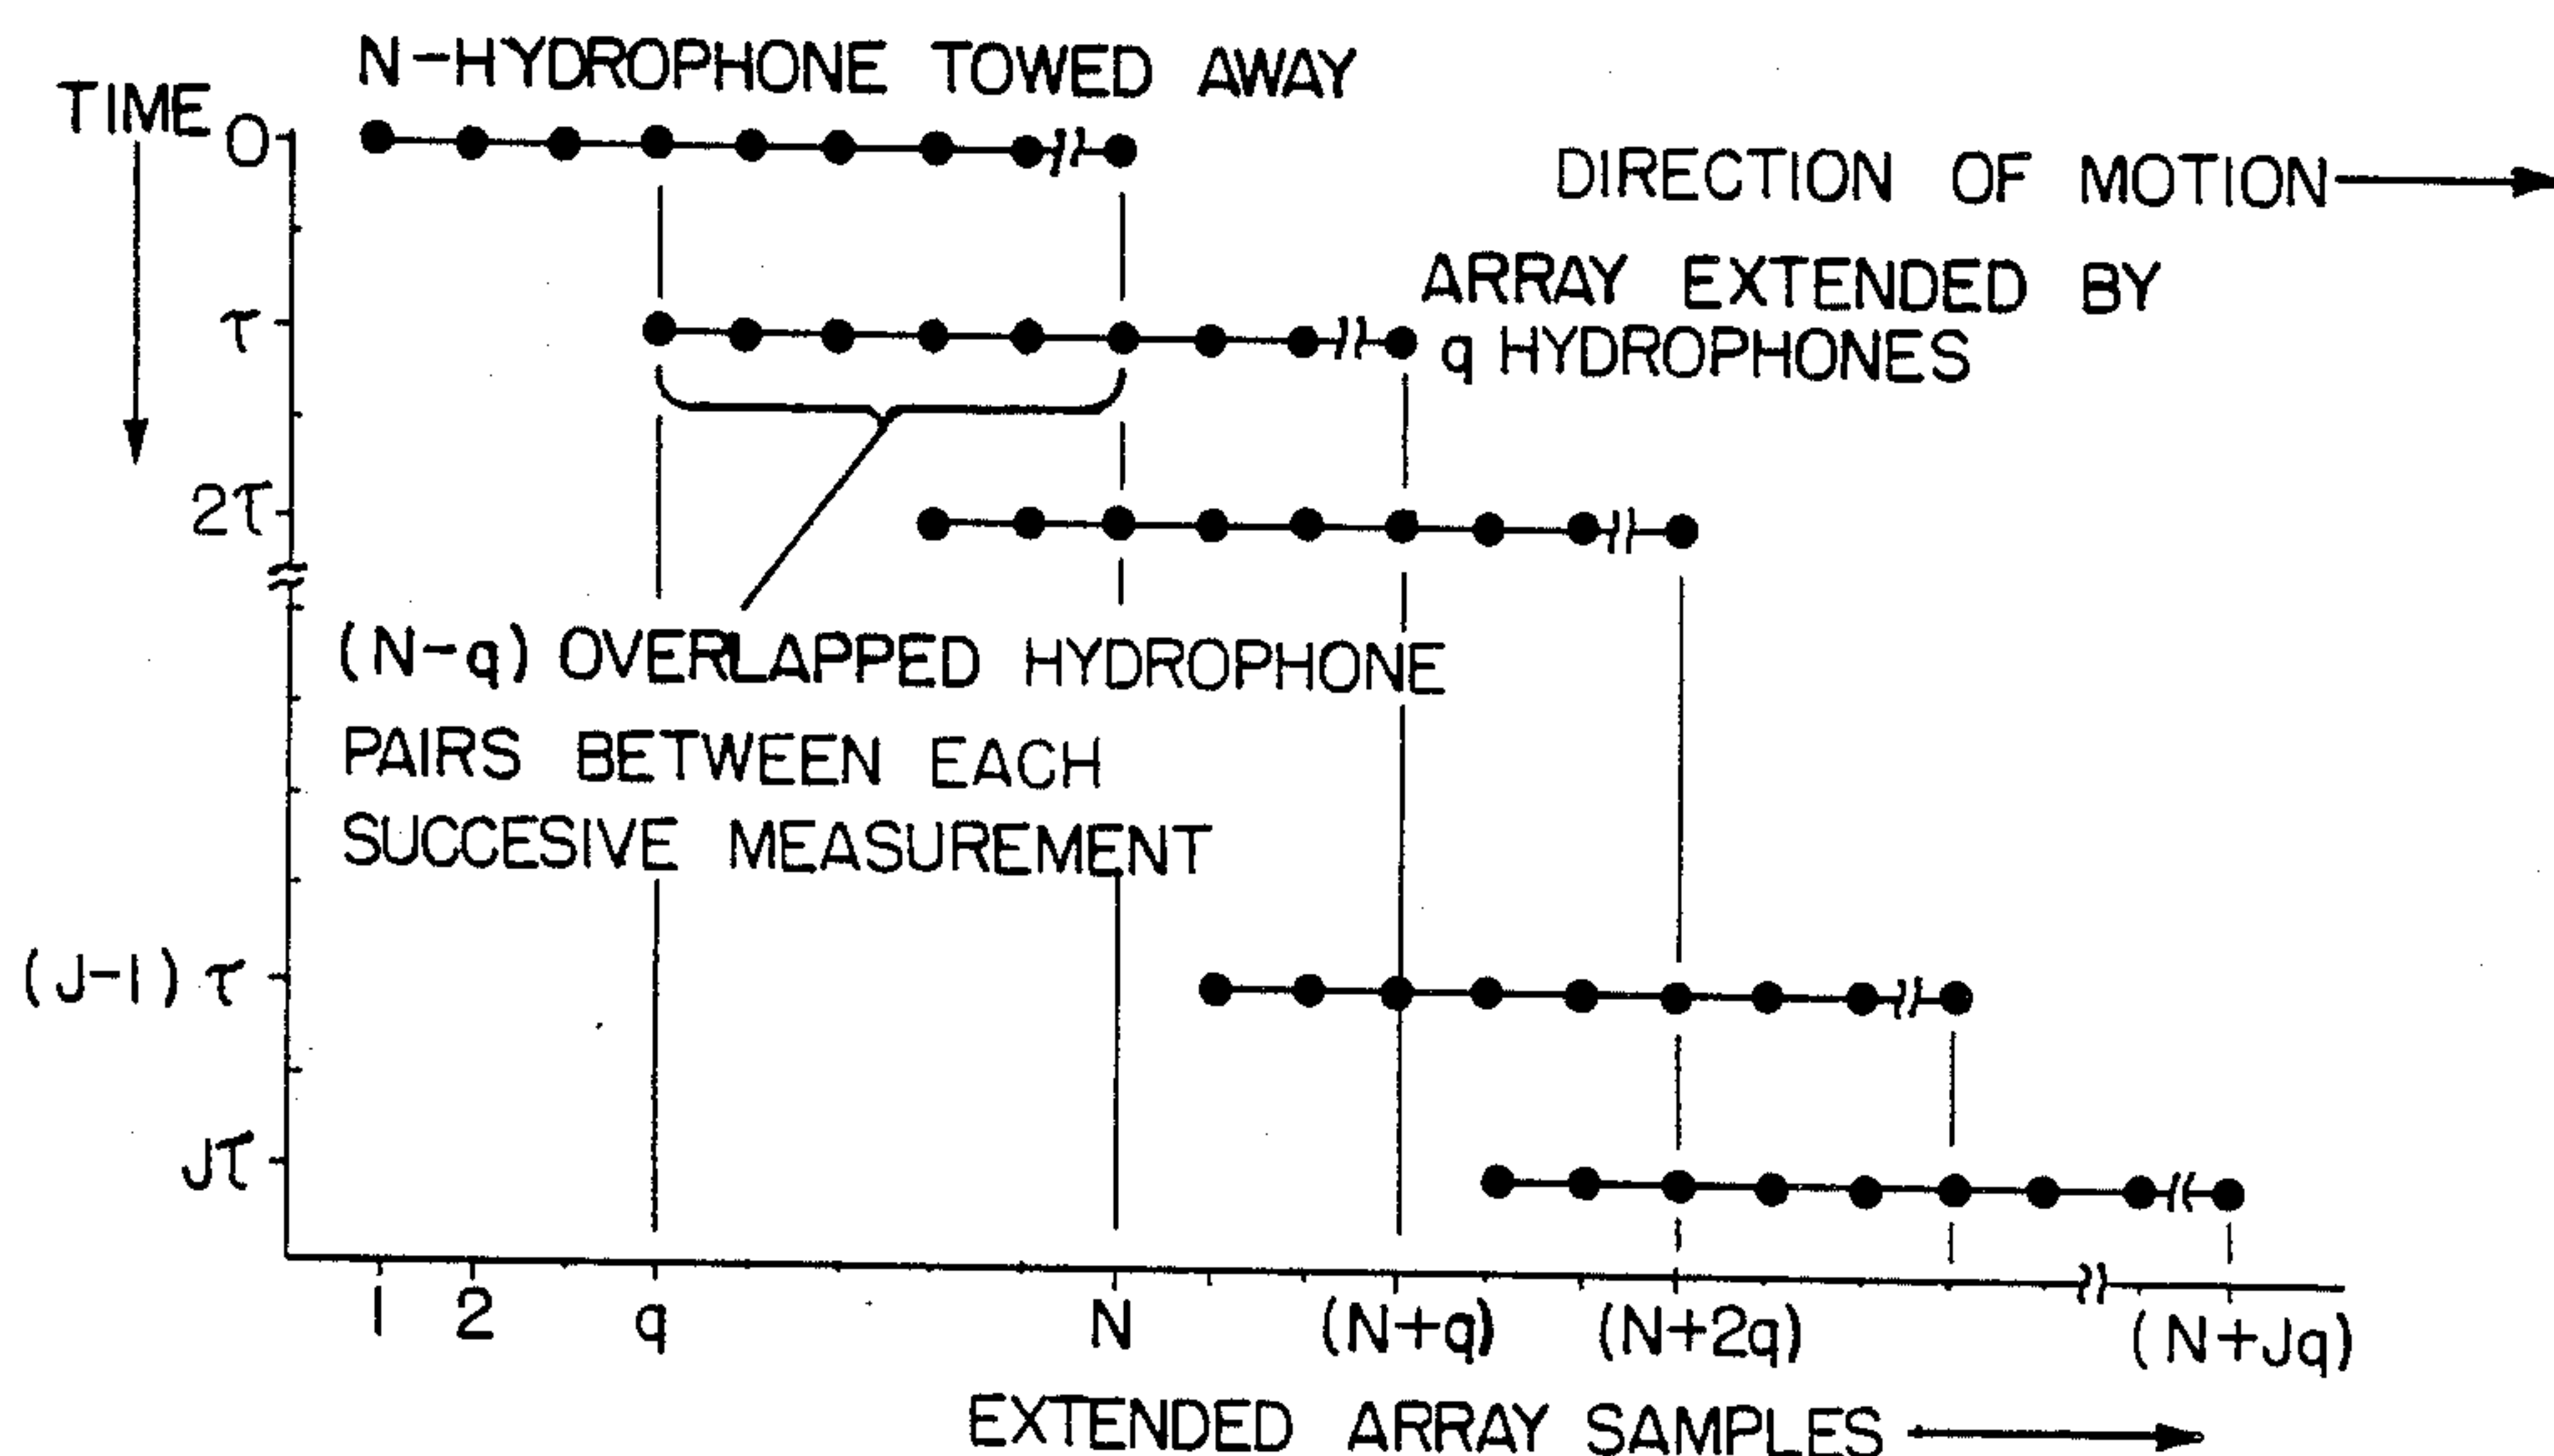 N-HYDROPHONE TOWED AWAY
TIME
0
DIRECTION OF MOTION
ARRAY EXTENDED BY
q HYDROPHONES
τ
2τ
(N-q) OVERLAPPED HYDROPHONE
PAIRS BETWEEN EACH
SUCCESIVE MEASUREMENT
(J-1) τ
Jτ
1 2 q N (N+q) (N+2q) (N+Jq)
EXTENDED ARRAY SAMPLES